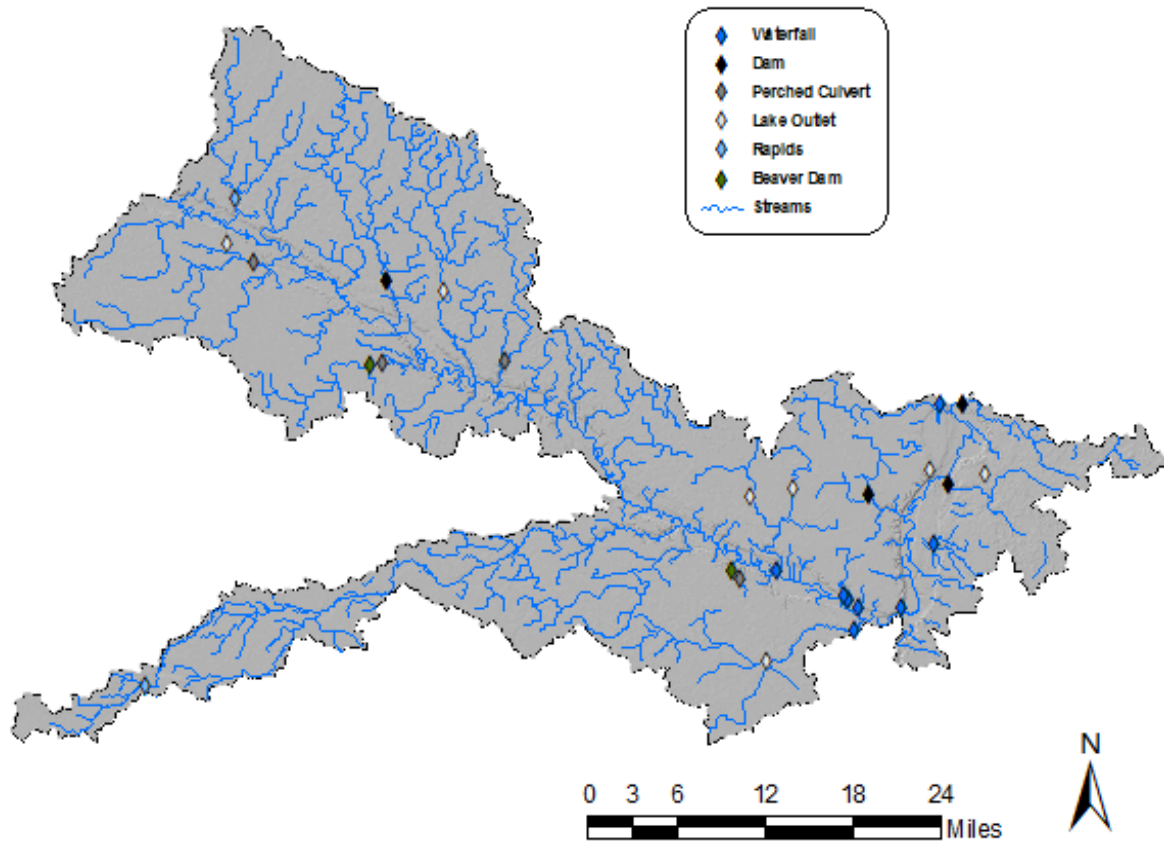 Waterfall
Dam
Perched Culvert
Lake Outlet
Rapids
Beaver Dam
Streams
N
0 3 6 12 18 24
Miles